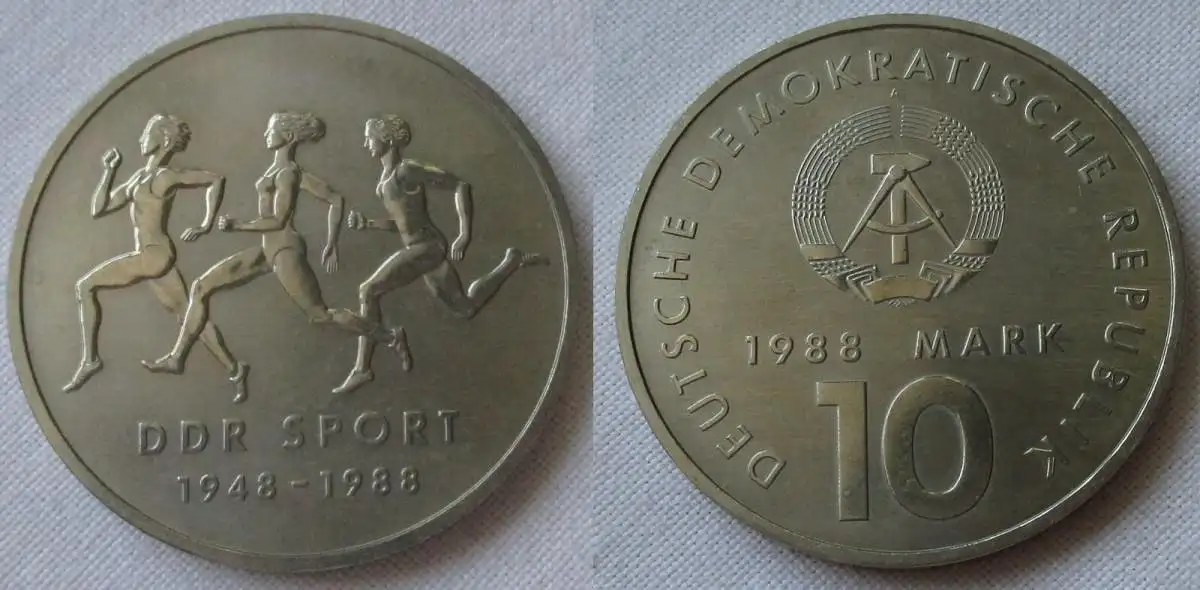 DDR SPORT
1948-1988
DEUTSCHE DEMOKRATISCHE REPUBLIK
A
1988 MARK
10